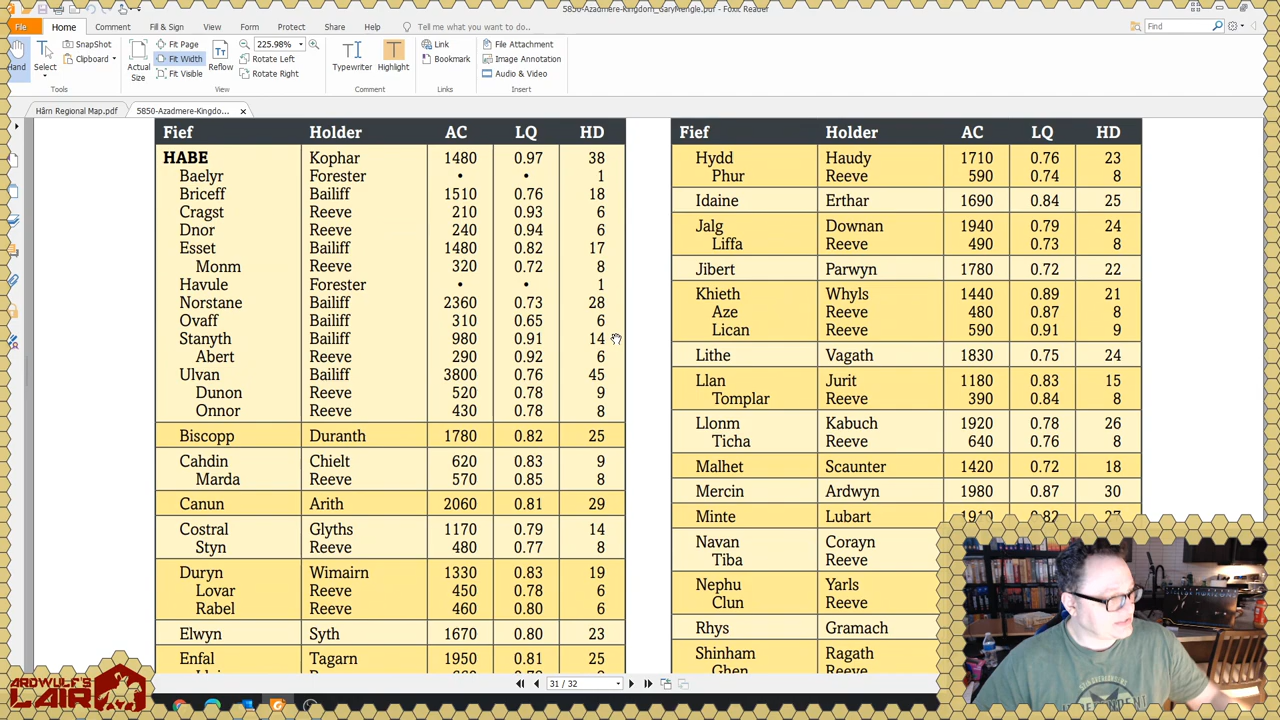 5850-Azadmere-Kingdom_GaryMengle.pdf - Foxit Reader
File Home Comment View Form Protect Share Help Tell me what you want to do... Find
Hand
Select
SnapShot
Clipboard
Tools
Actual Size
Fit Page
Fit Width
Fit Visible
Reflow
225.98%
Rotate Left
Rotate Right
View
Typewriter
Highlight
Comment
Link
Bookmark
Links
File Attachment
Image Annotation
Audio & Video
Insert
Hârn Regional Map.pdf
5850-Azadmere-Kingdo...
Fief Holder AC LQ HD
HABE Kophar 1480 0.97 38
Baelyr Forester • • 1
Briceff Bailiff 1510 0.76 18
Cragst Reeve 210 0.93 6
Dnor Reeve 240 0.94 6
Esset Bailiff 1480 0.82 17
Monm Reeve 320 0.72 8
Havule Forester • • 1
Norstane Bailiff 2360 0.73 28
Ovaff Bailiff 310 0.65 6
Stanyth Bailiff 980 0.91 14
Abert Reeve 290 0.92 6
Ulvan Bailiff 3800 0.76 45
Dunon Reeve 520 0.78 9
Onnor Reeve 430 0.78 8
Biscopp Duranth 1780 0.82 25
Cahdin Chielt 620 0.83 9
Marda Reeve 570 0.85 8
Canun Arith 2060 0.81 29
Costral Glyths 1170 0.79 14
Styn Reeve 480 0.77 8
Duryn Wimairn 1330 0.83 19
Lovar Reeve 450 0.78 6
Rabel Reeve 460 0.80 6
Elwyn Syth 1670 0.80 23
Enfal Tagarn 1950 0.81 25
Fief Holder AC LQ HD
Hydd Haudy 1710 0.76 23
Phur Reeve 590 0.74 8
Idaine Erthar 1690 0.84 25
Jalg Downan 1940 0.79 24
Liffa Reeve 490 0.73 8
Jibert Parwyn 1780 0.72 22
Khieth Whyls 1440 0.89 21
Aze Reeve 480 0.87 8
Lican Reeve 590 0.91 9
Lithe Vagath 1830 0.75 24
Llan Jurit 1180 0.83 15
Tomplar Reeve 390 0.84 8
Llonm Kabuch 1920 0.78 26
Ticha Reeve 640 0.76 8
Malhet Scaunter 1420 0.72 18
Mercin Ardwyn 1980 0.87 30
Minte Lubart 1910 0.82 27
Navan Corayn
Tiba Reeve
Nephu Yarls
Clun Reeve
Rhys Gramach
Shinham Ragath
Ghen Reeve
31 / 32
ARDWULF'S
LAIR
INDEPENDENT